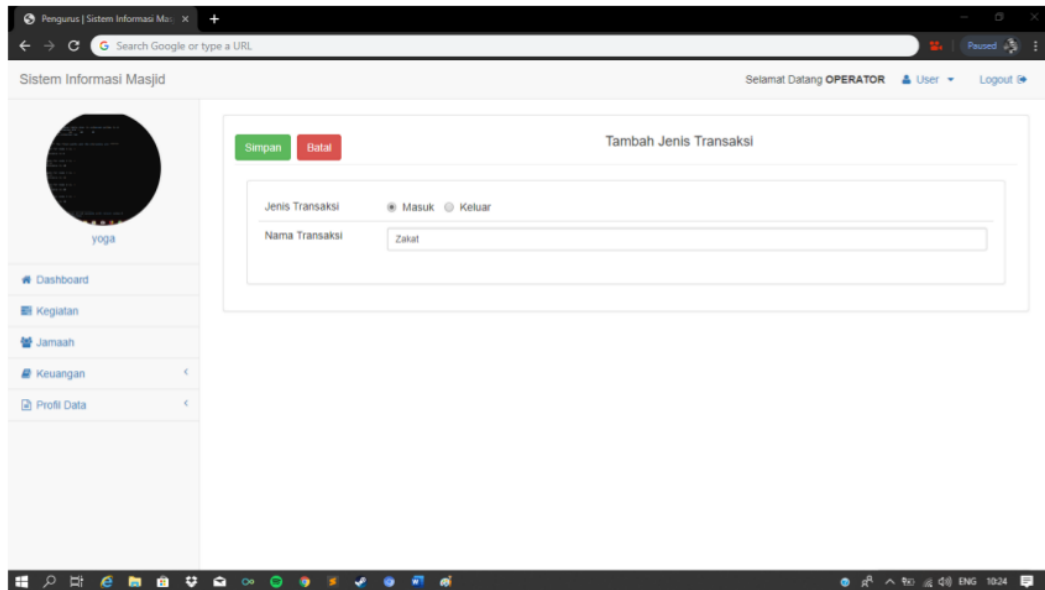 Pengurus | Sistem Informasi Mas
Search Google or type a URL
Paused
Sistem Informasi Masjid
Selamat Datang OPERATOR User Logout
Simpan Batal Tambah Jenis Transaksi
Jenis Transaksi Masuk Keluar
Nama Transaksi Zakat
yoga
Dashboard
Kegiatan
Jamaah
Keuangan
Profil Data
ENG 10:24